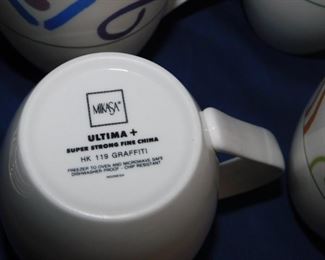 MIKASA
ULTIMA +
SUPER STRONG FINE CHINA
HK 119 GRAFFITI
FREEZER TO OVEN AND MICROWAVE SAFE
DISHWASHER PROOF - CHIP RESISTANT
INDONESIA